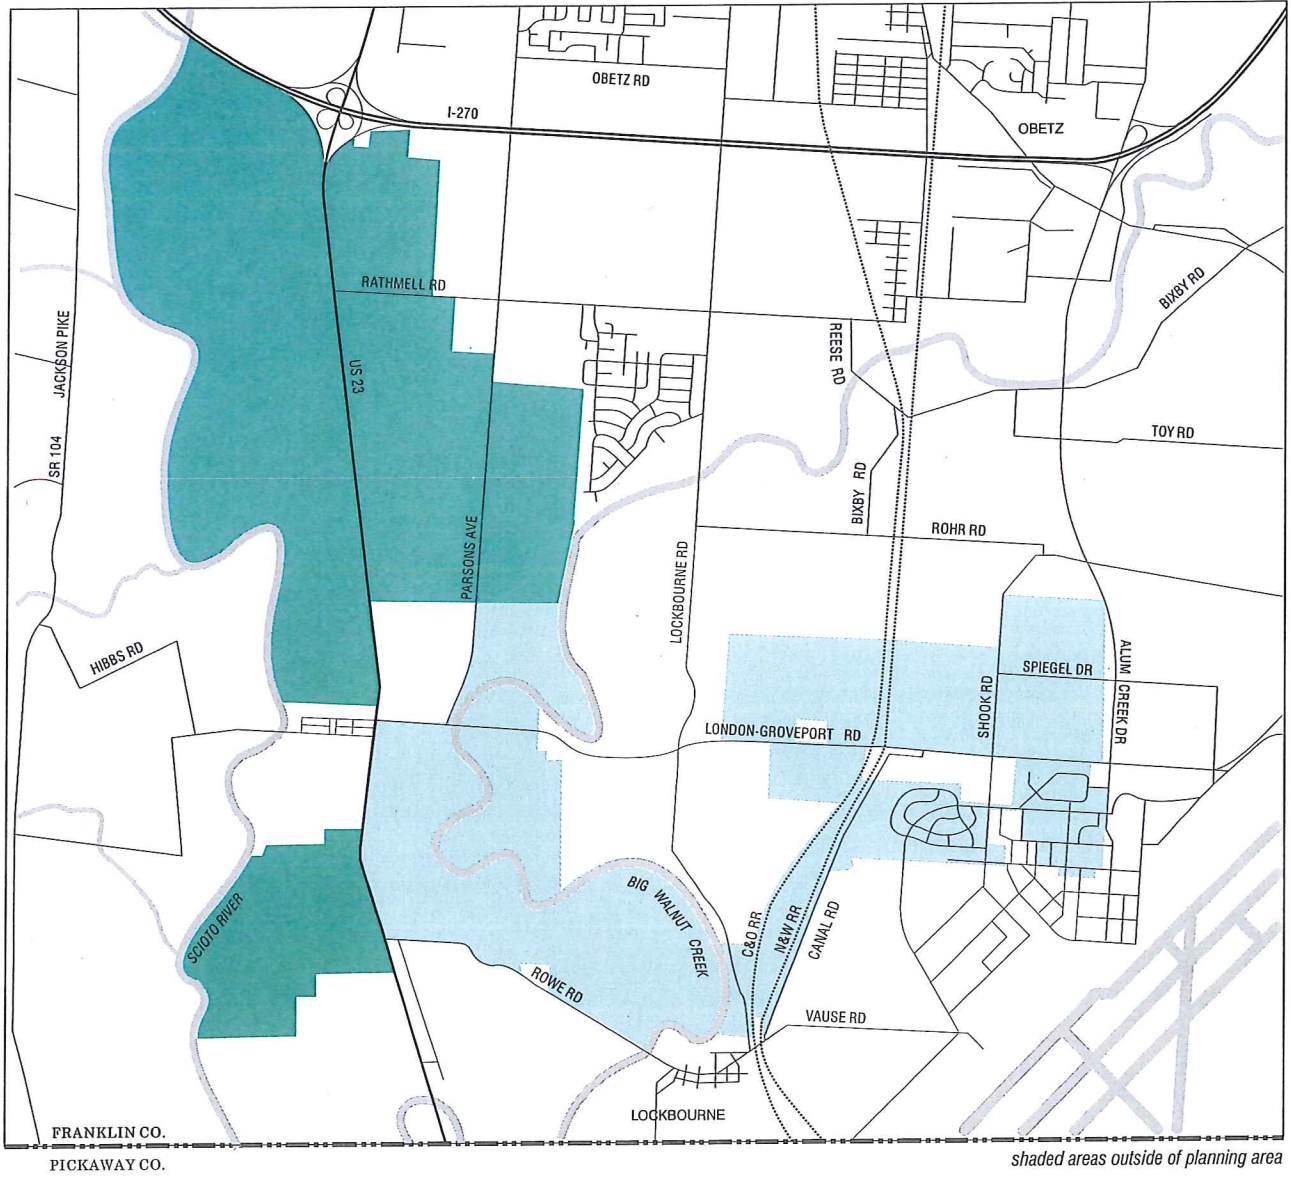 OBETZ RD
I-270
OBETZ
RATHMELL RD
BIXBY RD
JACKSON PIKE
REESE RD
US 23
TOY RD
SR 104
BIXBY RD
PARSONS AVE
ROHR RD
LOCKBOURNE RD
HIBBS RD
SPIEGEL DR
ALUM CREEK DR
SHOOK RD
LONDON-GROVEPORT RD
BIG WALNUT CREEK
SCIOTO RIVER
C&O RR
N&W RR
CANAL RD
ROWE RD
VAUSE RD
LOCKBOURNE
FRANKLIN CO.
PICKAWAY CO.
shaded areas outside of planning area